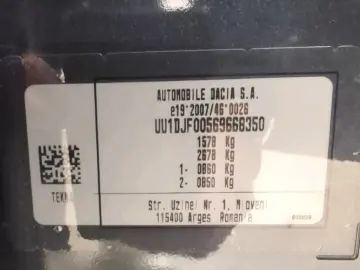 AUTOMOBILE DACIA S.A.
e19*2007/46*0026
UU1DJF00569668350
1578 Kg
2678 Kg
1- 0860 Kg
2- 0850 Kg
Str. Uzinei Nr. 1, Mioveni
115400 Arges Romania